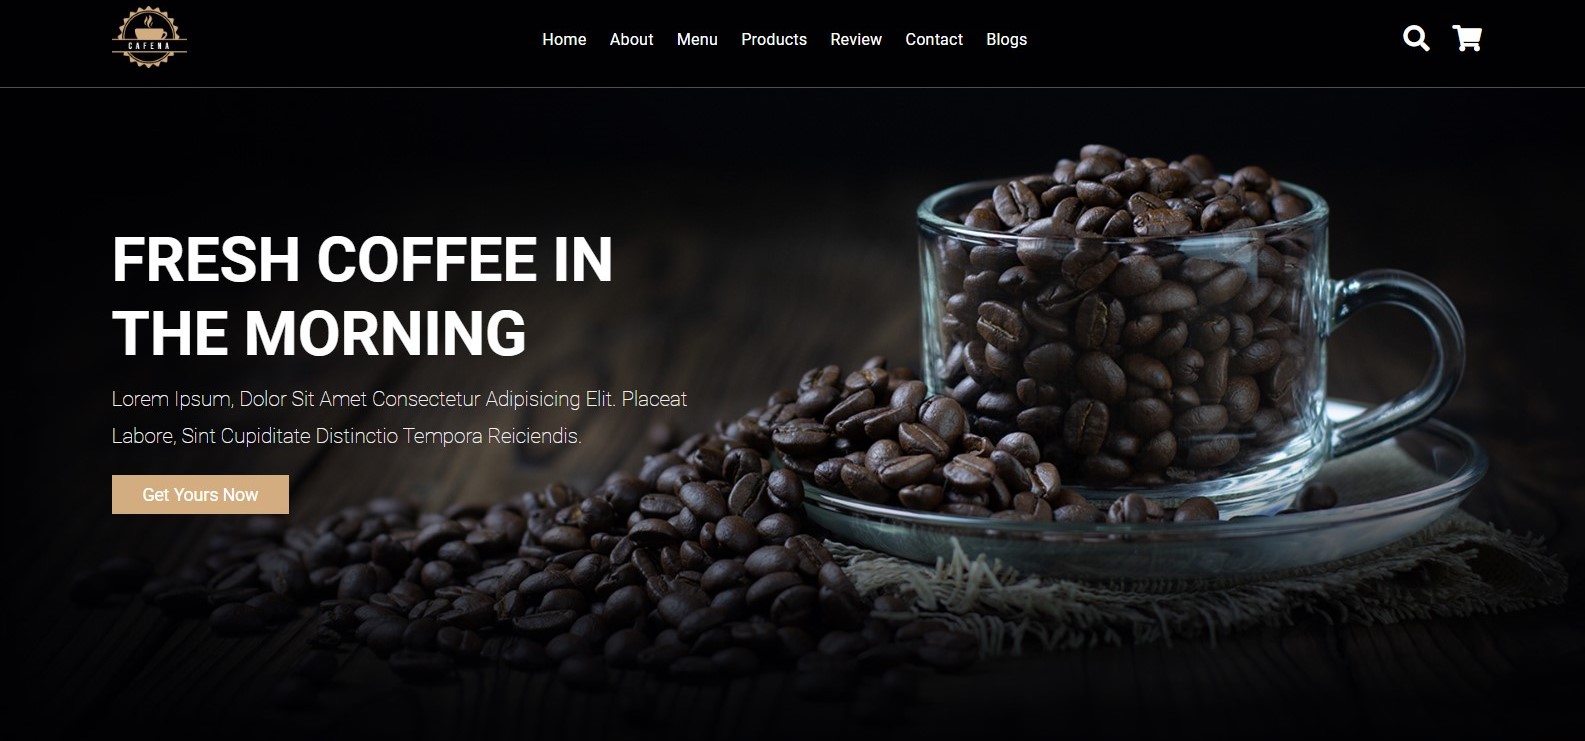 CAFENA
Home About Menu Products Review Contact Blogs
FRESH COFFEE IN
THE MORNING
Lorem Ipsum, Dolor Sit Amet Consectetur Adipisicing Elit. Placeat
Labore, Sint Cupiditate Distinctio Tempora Reiciendis.
Get Yours Now